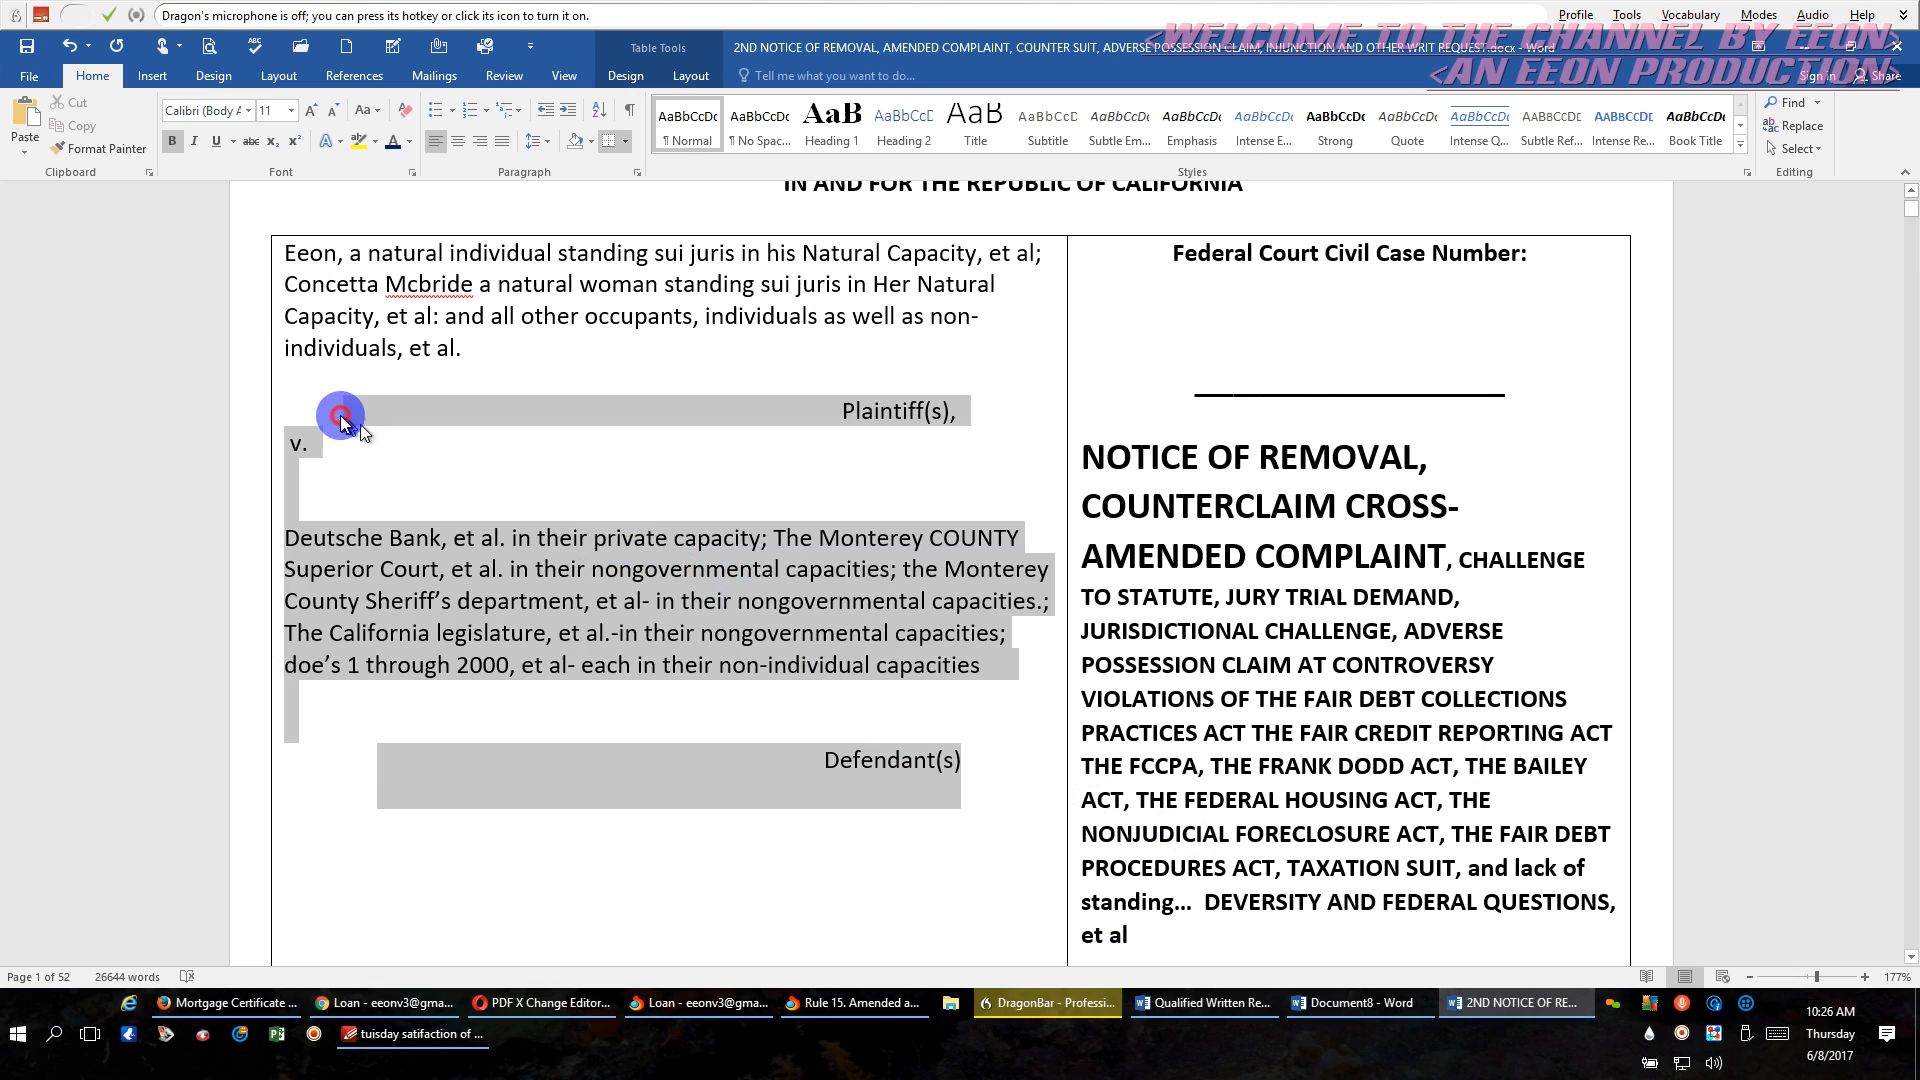 Dragon's microphone is off; you can press its hotkey or click its icon to turn it on.
Profile Tools Vocabulary Modes Audio Help
<WELCOME TO THE CHANNEL BY EEON>
<AN EEON PRODUCTION>
Table Tools
2ND NOTICE OF REMOVAL, AMENDED COMPLAINT, COUNTER SUIT, ADVERSE POSSESSION CLAIM, INJUNCTION AND OTHER WRIT REQUEST.docx - Word
File Home Insert Design Layout References Mailings Review View Design Layout Tell me what you want to do... Sign in Share
Paste Cut Copy Format Painter
Calibri (Body A 11
AaBbCcDc ¶ Normal
AaBbCcDc ¶ No Spac...
AaB Heading 1
AaBbCcD Heading 2
AaB Title
AaBbCcD Subtitle
AaBbCcDc Subtle Em...
AaBbCcDc Emphasis
AaBbCcDc Intense E...
AaBbCcDc Strong
AaBbCcDc Quote
AaBbCcDc Intense Q...
AABBCCDE Subtle Ref...
AABBCCDE Intense Re...
AaBbCcDc Book Title
Find
Replace
Select
Clipboard Font Paragraph Styles Editing
IN AND FOR THE REPUBLIC OF CALIFORNIA
Eeon, a natural individual standing sui juris in his Natural Capacity, et al;
Concetta Mcbride a natural woman standing sui juris in Her Natural
Capacity, et al: and all other occupants, individuals as well as non-
individuals, et al.
Plaintiff(s),
v.
Deutsche Bank, et al. in their private capacity; The Monterey COUNTY
Superior Court, et al. in their nongovernmental capacities; the Monterey
County Sheriff’s department, et al- in their nongovernmental capacities.;
The California legislature, et al.-in their nongovernmental capacities;
doe’s 1 through 2000, et al- each in their non-individual capacities
Defendant(s)
Federal Court Civil Case Number:
NOTICE OF REMOVAL,
COUNTERCLAIM CROSS-
AMENDED COMPLAINT, CHALLENGE
TO STATUTE, JURY TRIAL DEMAND,
JURISDICTIONAL CHALLENGE, ADVERSE
POSSESSION CLAIM AT CONTROVERSY
VIOLATIONS OF THE FAIR DEBT COLLECTIONS
PRACTICES ACT THE FAIR CREDIT REPORTING ACT
THE FCCPA, THE FRANK DODD ACT, THE BAILEY
ACT, THE FEDERAL HOUSING ACT, THE
NONJUDICIAL FORECLOSURE ACT, THE FAIR DEBT
PROCEDURES ACT, TAXATION SUIT, and lack of
standing... DEVERSITY AND FEDERAL QUESTIONS,
et al
Page 1 of 52 26644 words 177%
Mortgage Certificate ... Loan - eeonv3@gma... PDF X Change Editor... Loan - eeonv3@gma... Rule 15. Amended a... DragonBar - Professi... Qualified Written Re... Document8 - Word 2ND NOTICE OF RE...
tuisday satifaction of ...
10:26 AM
Thursday
6/8/2017